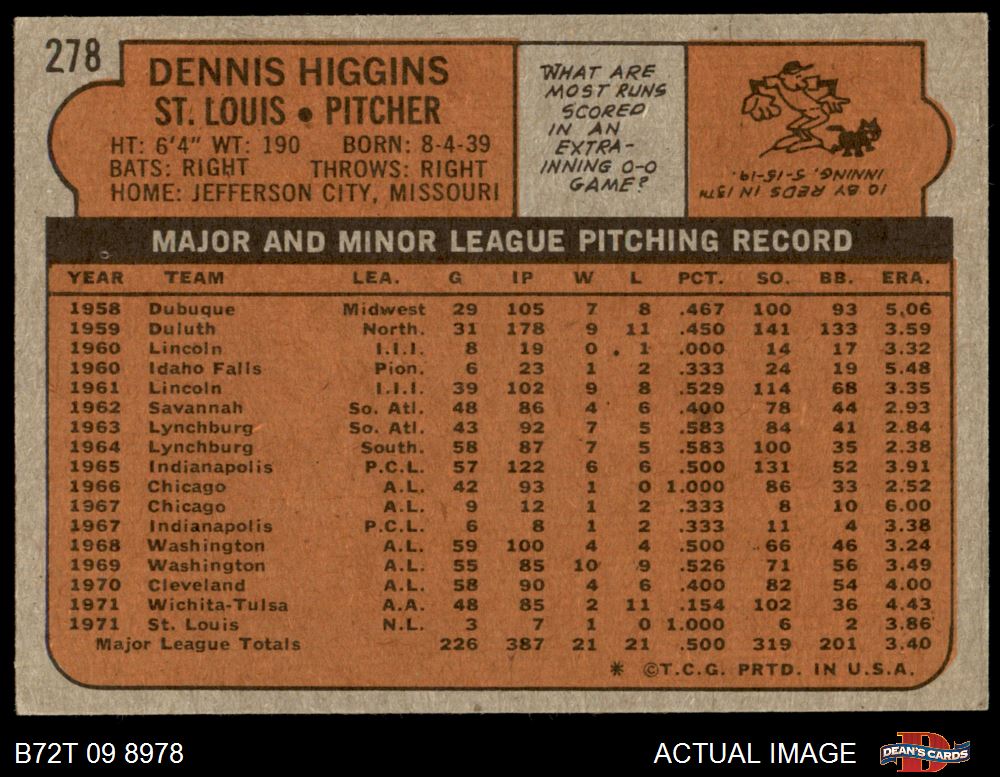 278
DENNIS HIGGINS
ST. LOUIS • PITCHER
HT: 6'4" WT: 190 BORN: 8-4-39
BATS: RIGHT THROWS: RIGHT
HOME: JEFFERSON CITY, MISSOURI
WHAT ARE
MOST RUNS
SCORED
IN AN
EXTRA-
INNING 0-0
GAME?
10 BY REDS IN 13TH
INNING, 5-15-19.
MAJOR AND MINOR LEAGUE PITCHING RECORD
YEAR TEAM LEA. G IP W L PCT. SO. BB. ERA.
1958 Dubuque Midwest 29 105 7 8 .467 100 93 5.06
1959 Duluth North. 31 178 9 11 .450 141 133 3.59
1960 Lincoln I.I.I. 8 19 0 1 .000 14 17 3.32
1960 Idaho Falls Pion. 6 23 1 2 .333 24 19 5.48
1961 Lincoln I.I.I. 39 102 9 8 .529 114 68 3.35
1962 Savannah So. Atl. 48 86 4 6 .400 78 44 2.93
1963 Lynchburg So. Atl. 43 92 7 5 .583 84 41 2.84
1964 Lynchburg South. 58 87 7 5 .583 100 35 2.38
1965 Indianapolis P.C.L. 57 122 6 6 .500 131 52 3.91
1966 Chicago A.L. 42 93 1 0 1.000 86 33 2.52
1967 Chicago A.L. 9 12 1 2 .333 8 10 6.00
1967 Indianapolis P.C.L. 6 8 1 2 .333 11 4 3.38
1968 Washington A.L. 59 100 4 4 .500 66 46 3.24
1969 Washington A.L. 55 85 10 9 .526 71 56 3.49
1970 Cleveland A.L. 58 90 4 6 .400 82 54 4.00
1971 Wichita-Tulsa A.A. 48 85 2 11 .154 102 36 4.43
1971 St. Louis N.L. 3 7 1 0 1.000 6 2 3.86
Major League Totals 226 387 21 21 .500 319 201 3.40
* ©T.C.G. PRTD. IN U.S.A.
B72T 09 8978
ACTUAL IMAGE
DEAN'S CARDS